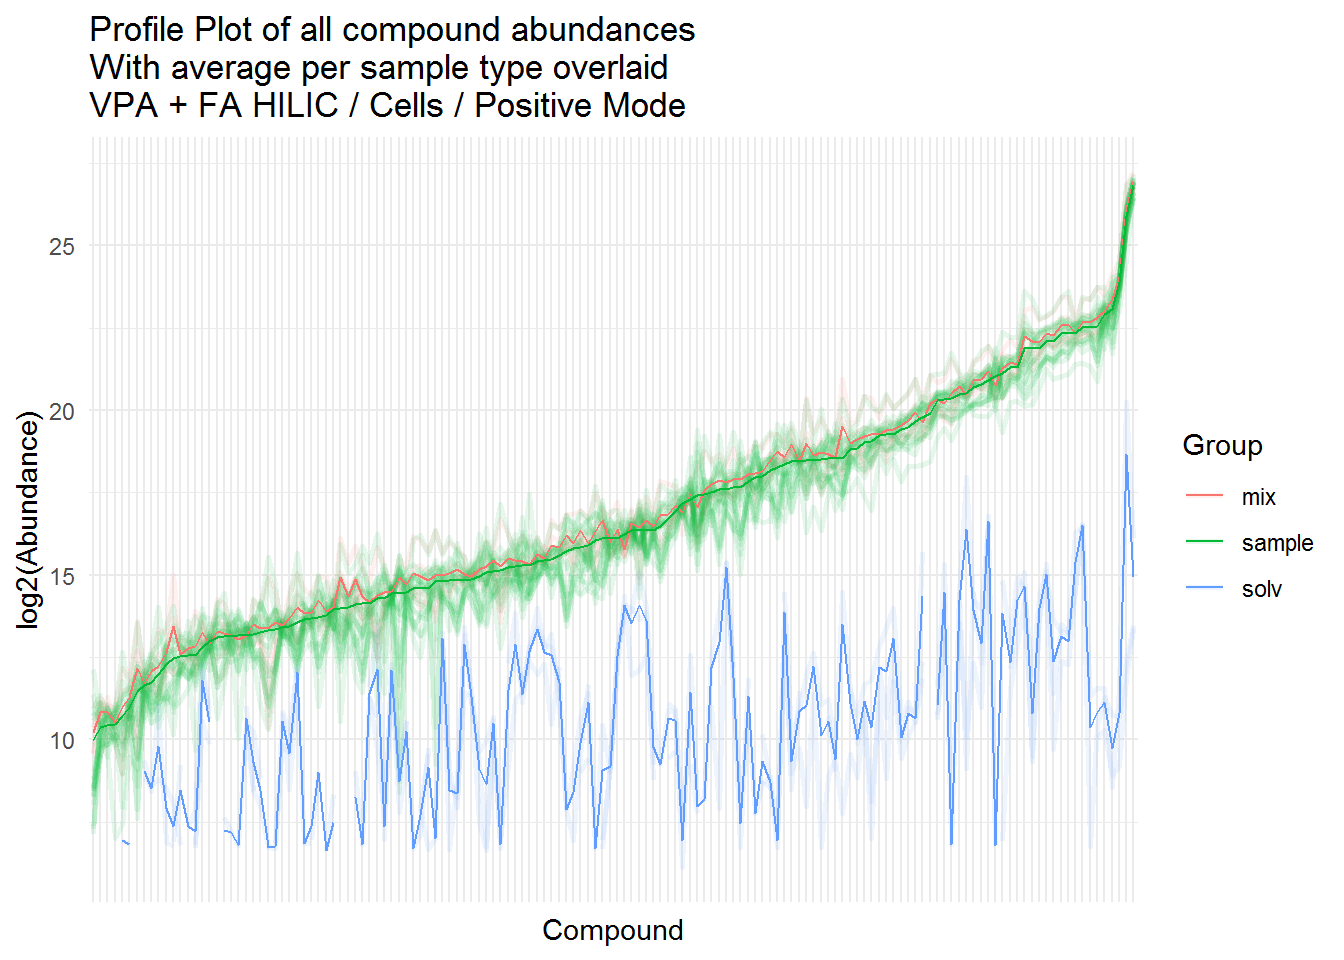 Profile Plot of all compound abundances
With average per sample type overlaid
VPA + FA HILIC / Cells / Positive Mode
log2(Abundance)
25
20
15
10
Compound
Group
mix
sample
solv